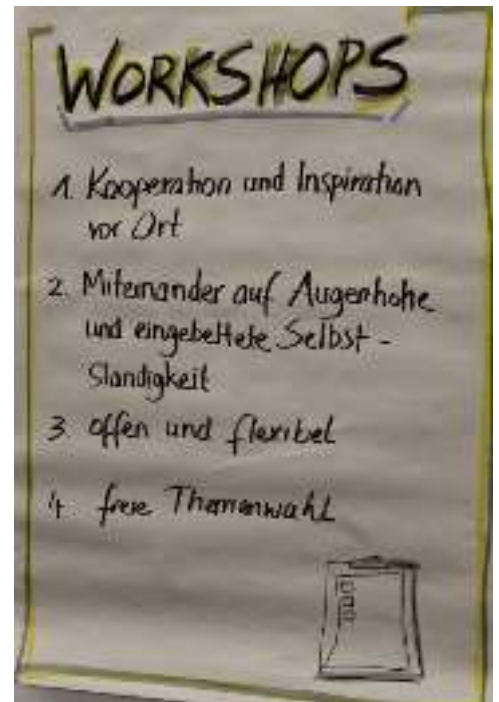 WORKSHOPS
1. Kooperation und Inspiration
vor Ort
2. Miteinander auf Augenhöhe
und eingebettete Selbst-
ständigkeit
3 offen und flexibel
4 freie Themenwahl